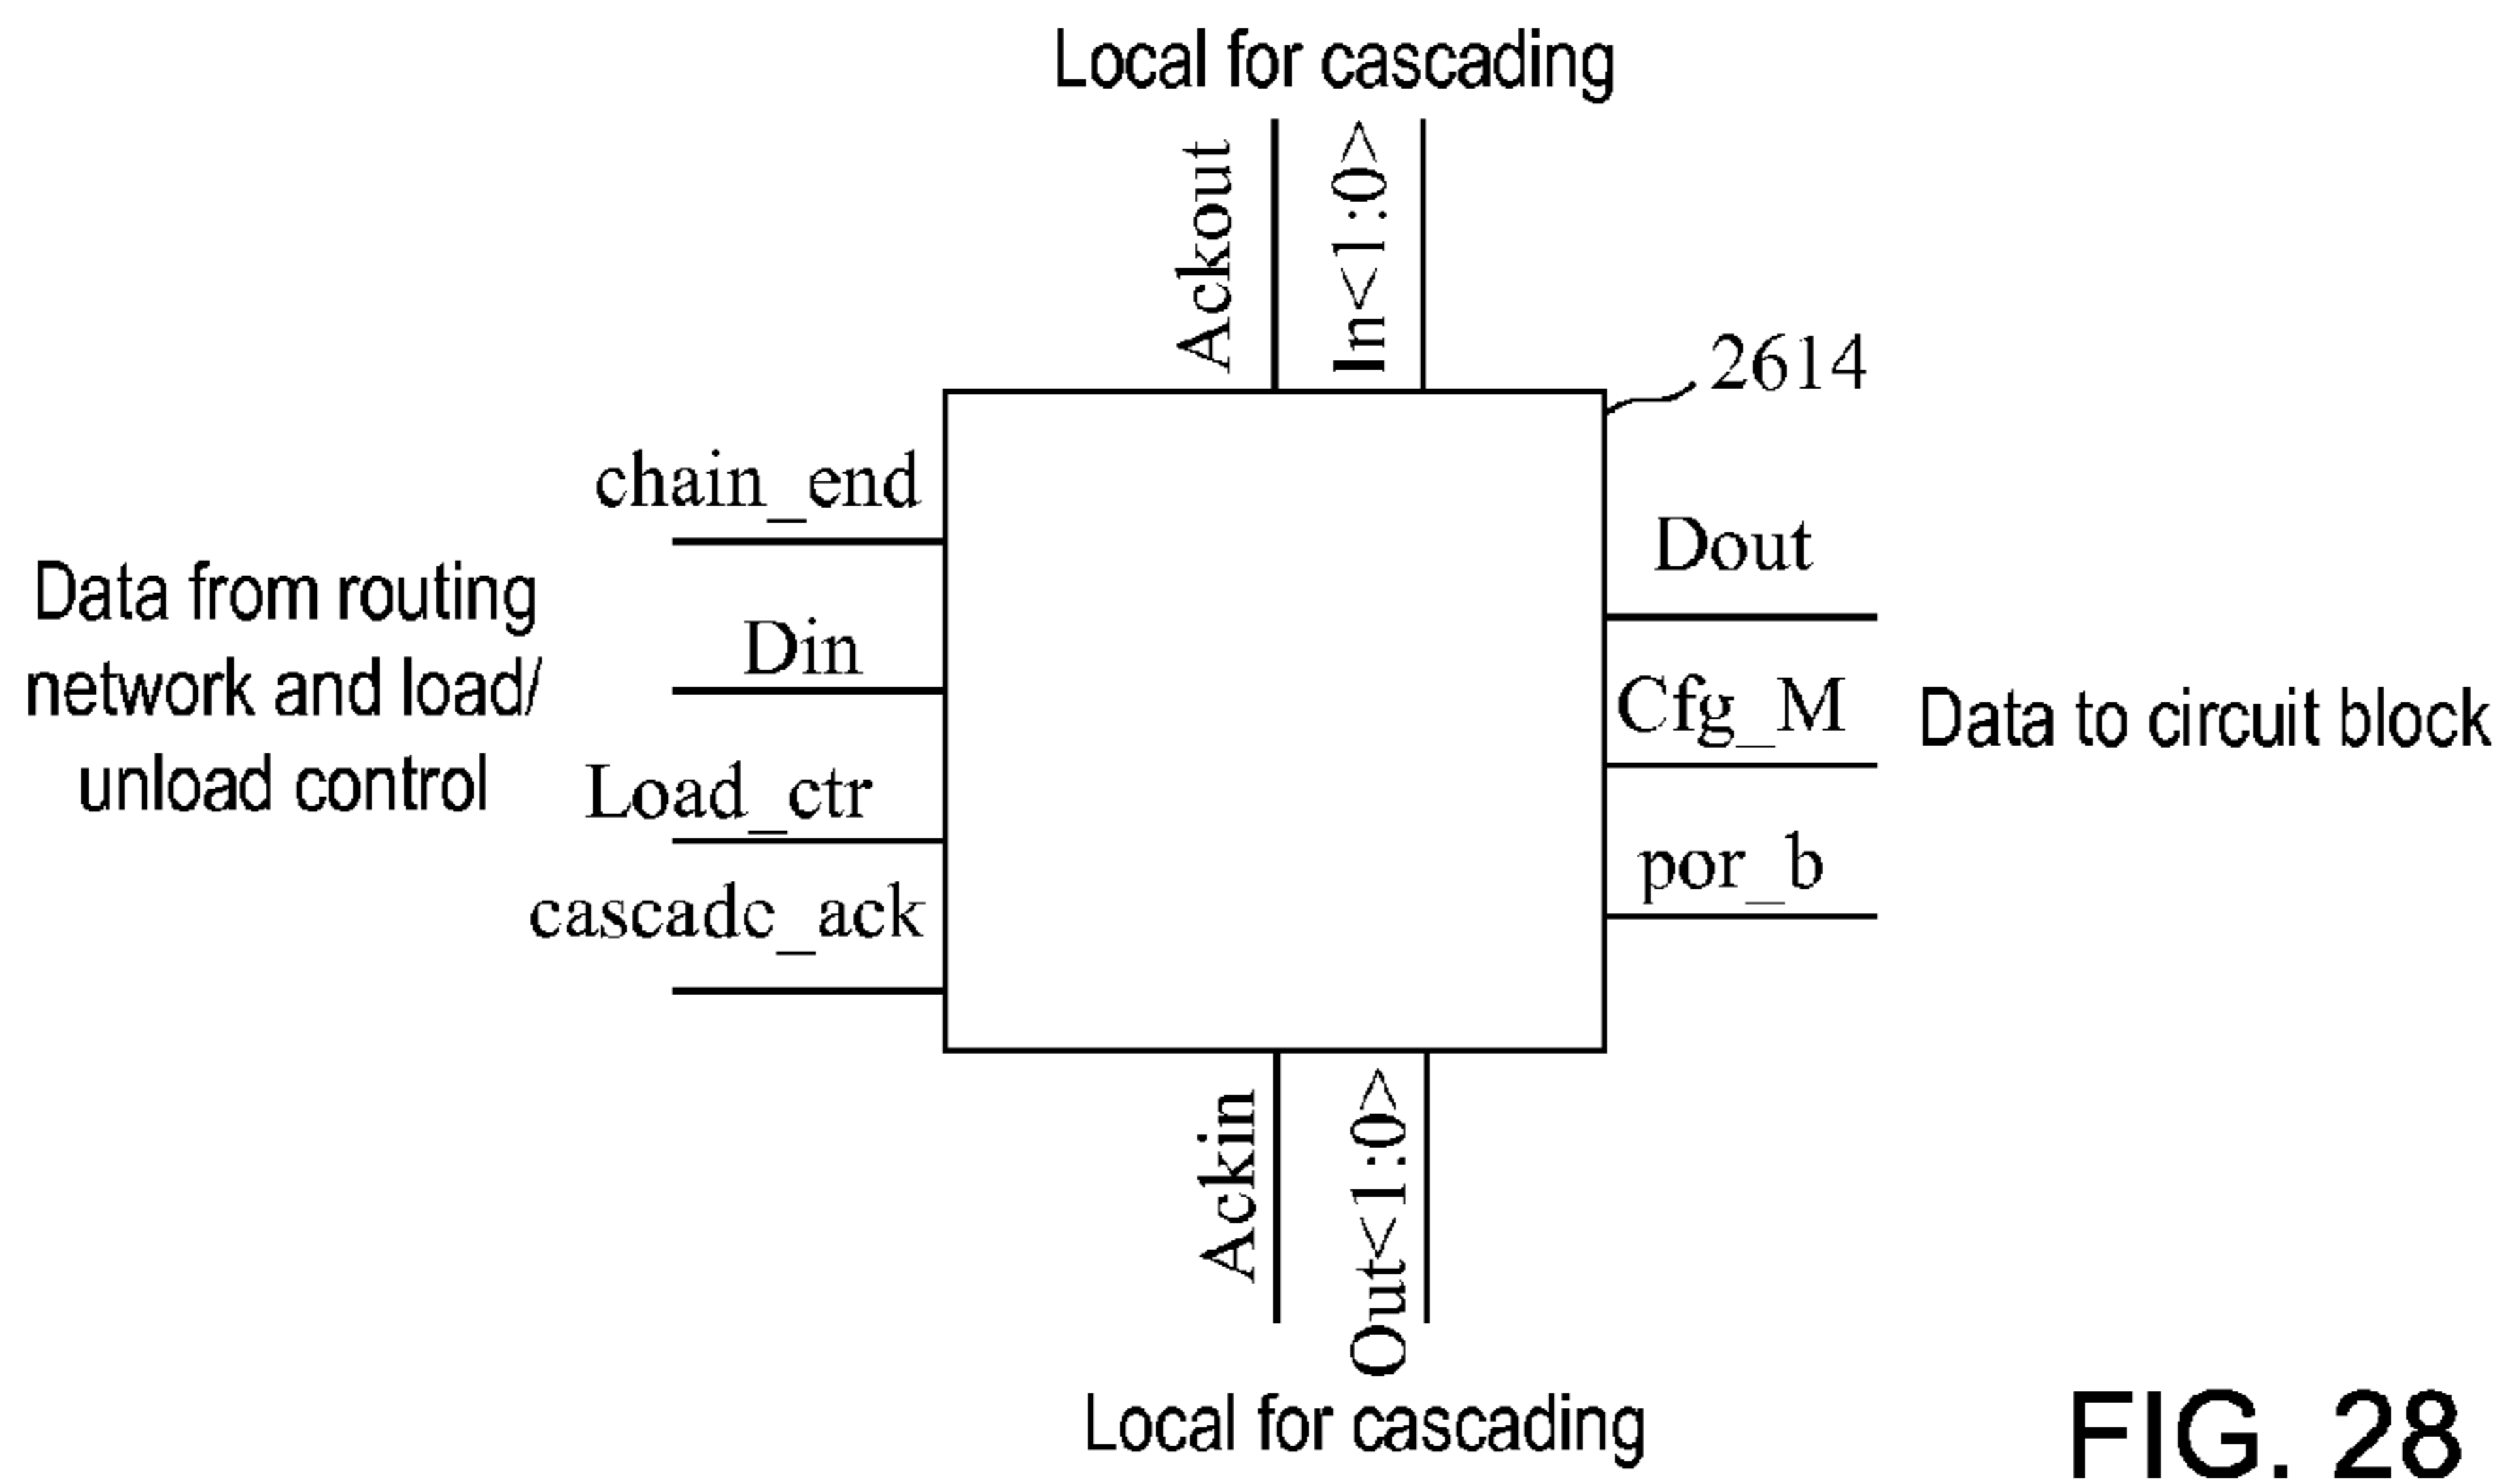 Local for cascading
Ackout
In<1:0>
2614
chain_end
Data from routing
network and load/
unload control
Din
Load_ctr
cascadc_ack
Dout
Cfg_M
por_b
Data to circuit block
Ackin
Out<1:0>
Local for cascading
FIG. 28